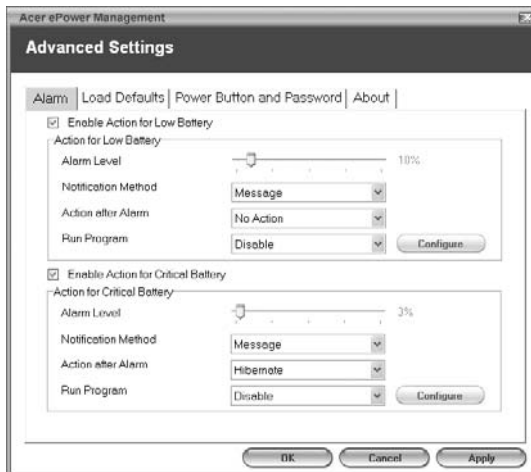 Acer ePower Management
Advanced Settings
Alarm Load Defaults Power Button and Password About
Enable Action for Low Battery
Action for Low Battery
Alarm Level 10%
Notification Method Message
Action after Alarm No Action
Run Program Disable Configure
Enable Action for Critical Battery
Action for Critical Battery
Alarm Level 3%
Notification Method Message
Action after Alarm Hibernate
Run Program Disable Configure
OK Cancel Apply